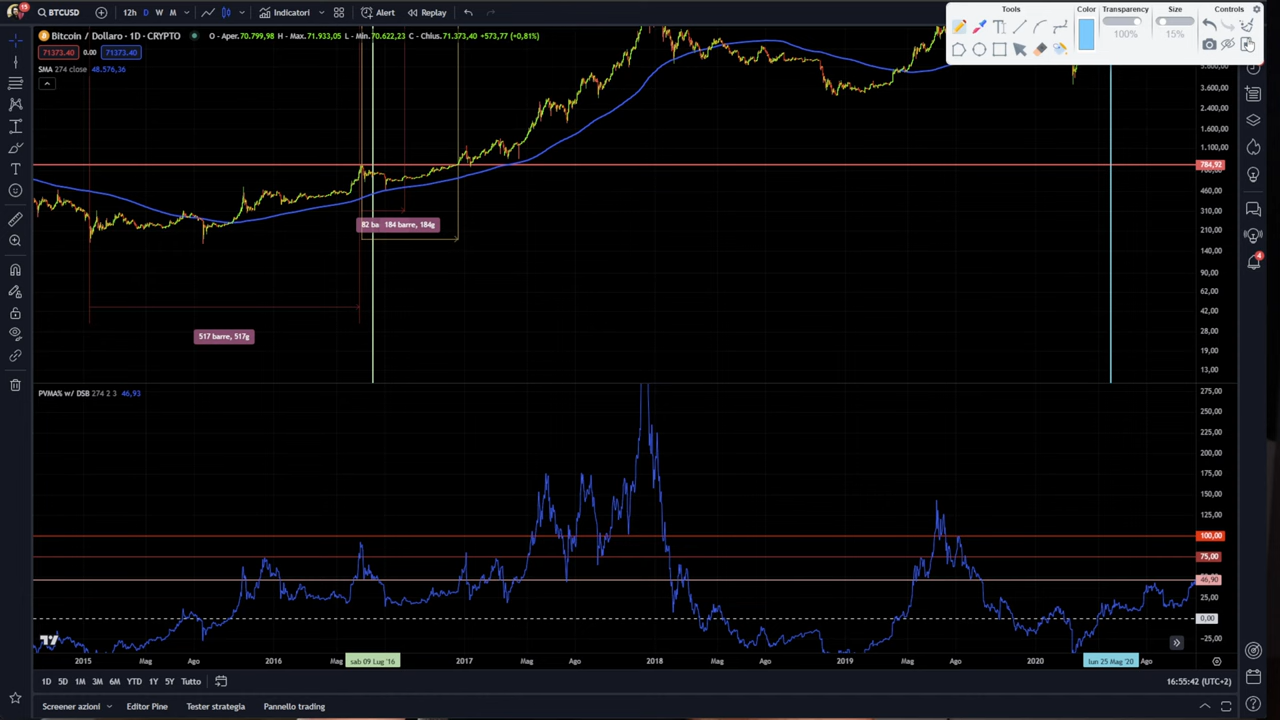 15
BTCUSD
12h D W M
Indicatori
Alert
Replay
Tools
Color
Transparency
Size
Controls
100%
15%
Bitcoin / Dollaro · 1D · CRYPTO
O - Aper.70.799,98 H - Max.71.933,05 L - Min.70.622,23 C - Chius.71.373,40 +573,77 (+0,81%)
71373.40 0.00 71373.40
SMA 274 close 48.576,36
3.600,00
2.400,00
1.600,00
1.100,00
784,92
460,00
310,00
210,00
140,00
90,00
62,00
42,00
28,00
19,00
13,00
82 ba
184 barre, 184g
517 barre, 517g
4
PVMA% w/ DSB 274 2 3 46,93
275,00
250,00
225,00
200,00
175,00
150,00
125,00
100,00
75,00
46,90
25,00
0,00
−25,00
2015 Mag Ago 2016 Mag sab 09 Lug '16 2017 Mag Ago 2018 Mag Ago 2019 Mag Ago 2020 lun 25 Mag '20 Ago
1D 5D 1M 3M 6M YTD 1Y 5Y Tutto
16:55:42 (UTC+2)
Screener azioni
Editor Pine
Tester strategia
Pannello trading